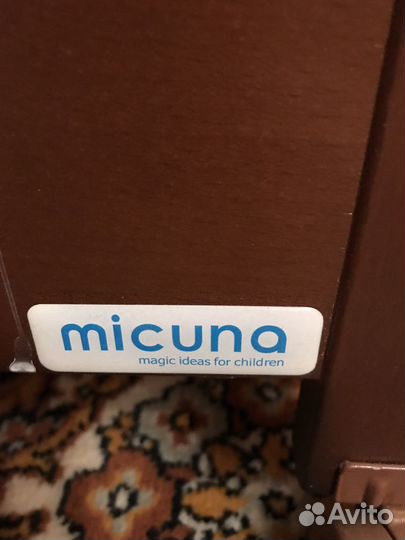 micuna
magic ideas for children
Avito